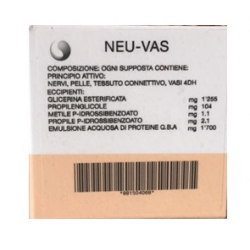 NEU-VAS
COMPOSIZIONE: OGNI SUPPOSTA CONTIENE:
PRINCIPIO ATTIVO:
NERVI, PELLE, TESSUTO CONNETTIVO, VASI 4DH
ECCIPIENTI:
GLICERINA ESTERIFICATA mg 1'255
PROPILENGLICOLE mg 104
METILE P-IDROSSIBENZOATO mg 1.1
PROPILE P-IDROSSIBENZOATO mg 2,1
EMULSIONE ACQUOSA DI PROTEINE Q.B.A mg 1'700